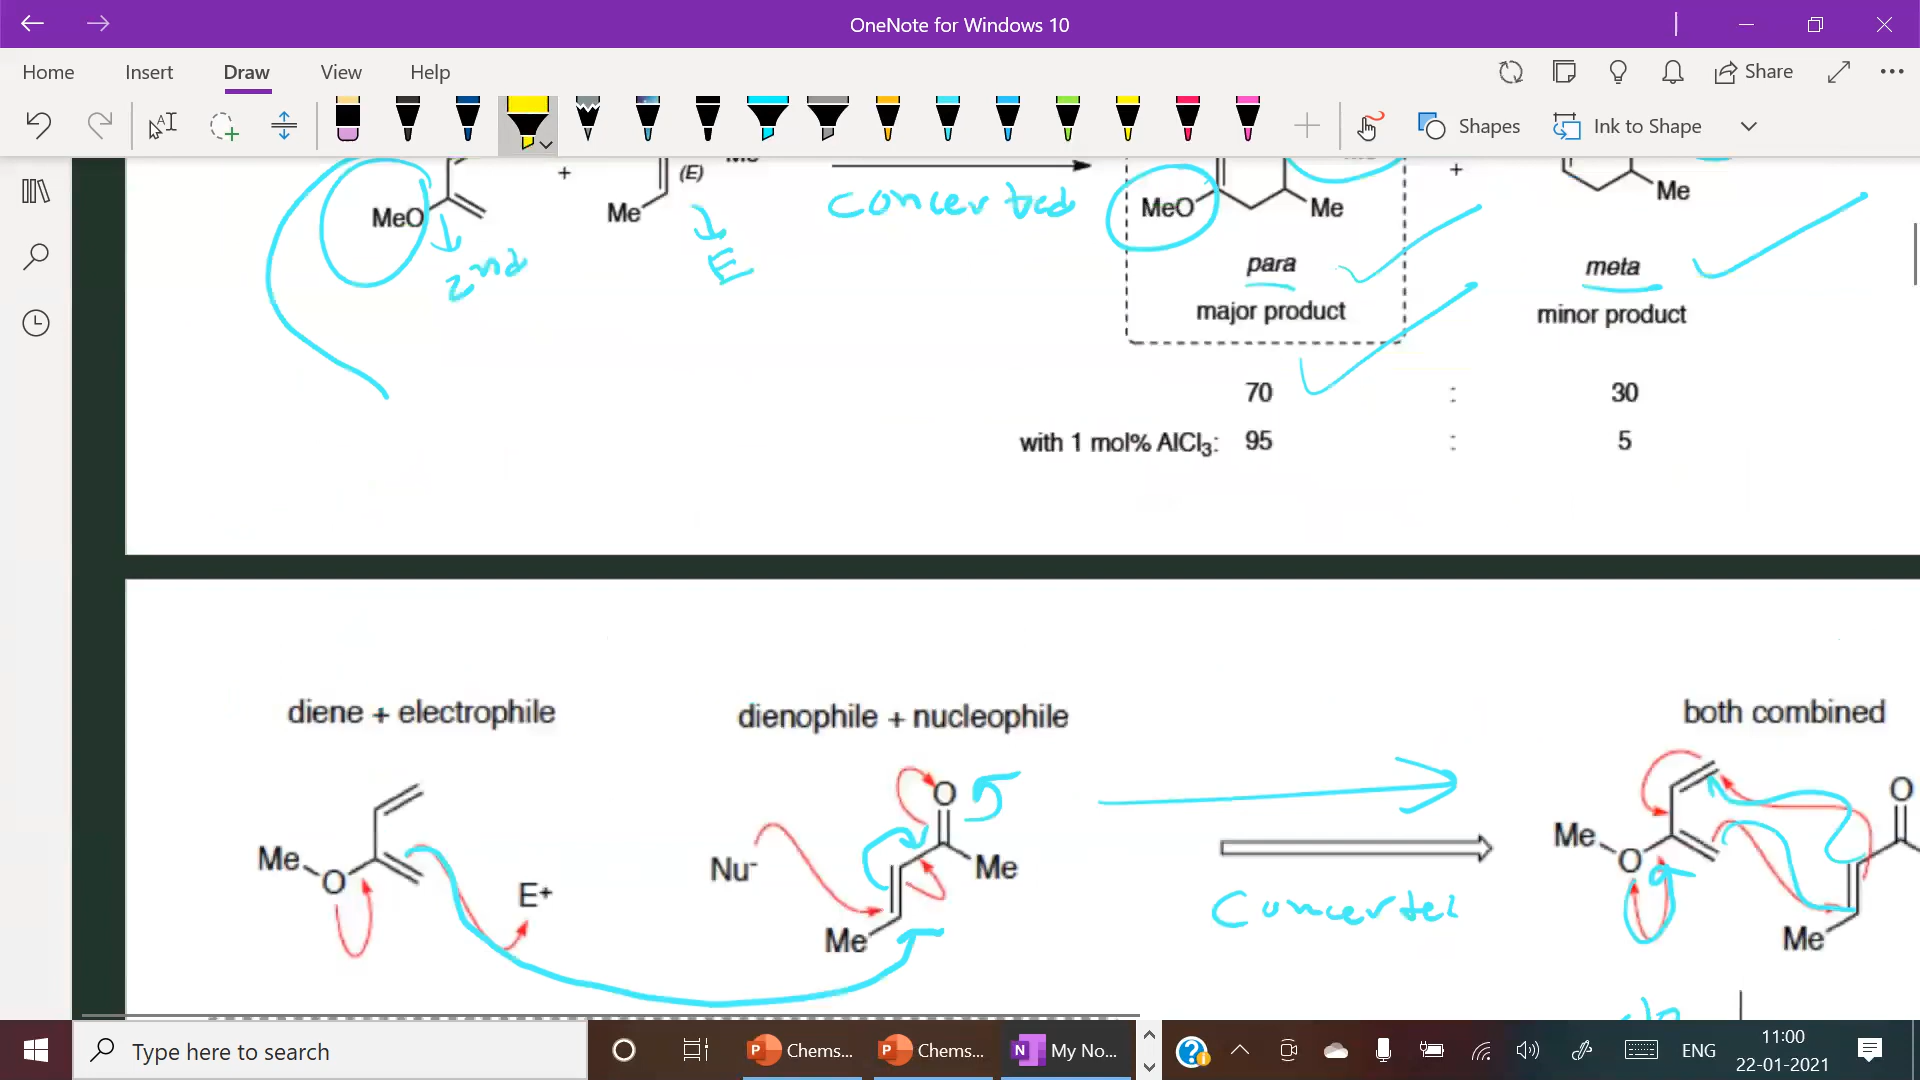 OneNote for Windows 10
Home Insert Draw View Help
Share
Shapes Ink to Shape
MeO + Me (E)
concerted
MeO Me
+ Me
2nd
E
para
major product
meta
minor product
70 : 30
with 1 mol% AlCl3: 95 : 5
diene + electrophile
dienophile + nucleophile
both combined
Me O E+
Nu- O Me Me
Me O O Me
Concerted
Type here to search
Chems...
Chems...
My No...
ENG
11:00
22-01-2021